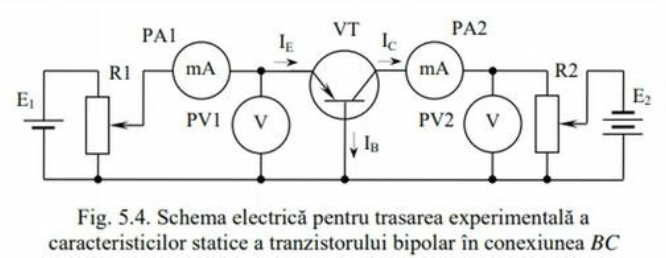 PA1
VT
PA2
I_E
I_C
R1
mA
mA
R2
E₁
E₂
PV1
V
PV2
V
I_B
Fig. 5.4. Schema electrică pentru trasarea experimentală a
caracteristicilor statice a tranzistorului bipolar în conexiunea BC